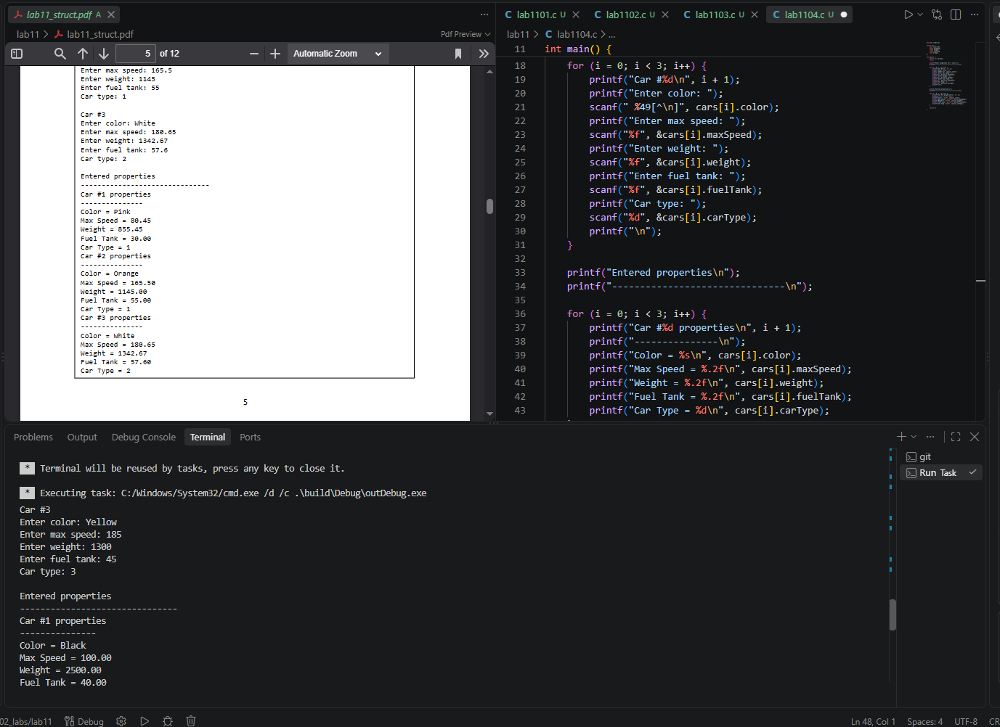 lab11_struct.pdf A
lab11 > lab11_struct.pdf
Pdf Preview
5 of 12
Automatic Zoom
Enter max speed: 165.5
Enter weight: 1145
Enter fuel tank: 55
Car type: 1
Car #3
Enter color: White
Enter max speed: 180.65
Enter weight: 1342.67
Enter fuel tank: 57.6
Car type: 2
Entered properties
-------------------------------
Car #1 properties
---------------
Color = Pink
Max Speed = 80.45
Weight = 855.45
Fuel Tank = 30.00
Car Type = 1
Car #2 properties
---------------
Color = Orange
Max Speed = 165.50
Weight = 1145.00
Fuel Tank = 55.00
Car Type = 1
Car #3 properties
---------------
Color = White
Max Speed = 180.65
Weight = 1342.67
Fuel Tank = 57.60
Car Type = 2
5
C lab1101.c U
C lab1102.c U
C lab1103.c U
C lab1104.c U
lab11 > C lab1104.c > ...
11 int main() {
18 for (i = 0; i < 3; i++) {
19 printf("Car #%d\n", i + 1);
20 printf("Enter color: ");
21 scanf(" %49[^\n]", cars[i].color);
22 printf("Enter max speed: ");
23 scanf("%f", &cars[i].maxSpeed);
24 printf("Enter weight: ");
25 scanf("%f", &cars[i].weight);
26 printf("Enter fuel tank: ");
27 scanf("%f", &cars[i].fuelTank);
28 printf("Car type: ");
29 scanf("%d", &cars[i].carType);
30 printf("\n");
31 }
32
33 printf("Entered properties\n");
34 printf("-------------------------------\n");
35
36 for (i = 0; i < 3; i++) {
37 printf("Car #%d properties\n", i + 1);
38 printf("---------------\n");
39 printf("Color = %s\n", cars[i].color);
40 printf("Max Speed = %.2f\n", cars[i].maxSpeed);
41 printf("Weight = %.2f\n", cars[i].weight);
42 printf("Fuel Tank = %.2f\n", cars[i].fuelTank);
43 printf("Car Type = %d\n", cars[i].carType);
Problems Output Debug Console Terminal Ports
* Terminal will be reused by tasks, press any key to close it.
* Executing task: C:/Windows/System32/cmd.exe /d /c .\build\Debug\outDebug.exe
Car #3
Enter color: Yellow
Enter max speed: 185
Enter weight: 1300
Enter fuel tank: 45
Car type: 3
Entered properties
-------------------------------
Car #1 properties
---------------
Color = Black
Max Speed = 100.00
Weight = 2500.00
Fuel Tank = 40.00
git
Run Task
02_labs/lab11 Debug
Ln 48, Col 1 Spaces: 4 UTF-8 CR